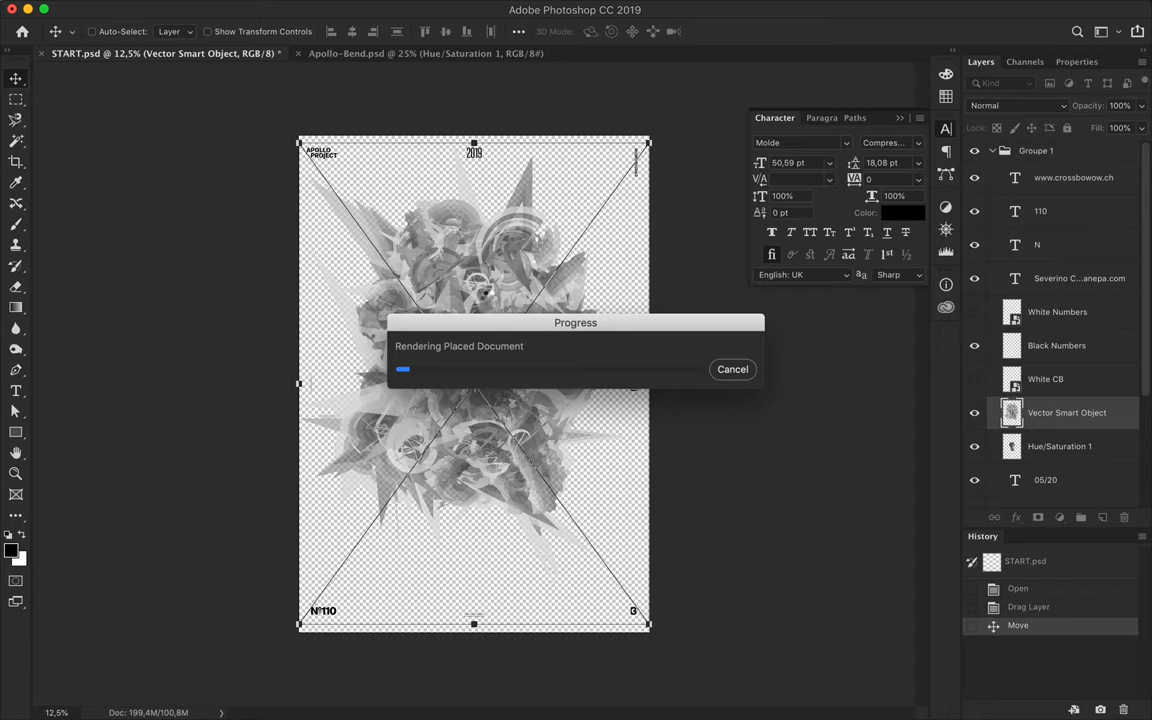 Adobe Photoshop CC 2019
Auto-Select:
Layer
Show Transform Controls
3D Mode:
START.psd @ 12,5% (Vector Smart Object, RGB/8) *
Apollo-Bend.psd @ 25% (Hue/Saturation 1, RGB/8#)
APOLLO
PROJECT
2019
Nº110
Progress
Rendering Placed Document
Cancel
Character
Paragra
Paths
Molde
Compres...
50,59 pt
18,08 pt
0
100%
100%
0 pt
Color:
English: UK
Sharp
Layers
Channels
Properties
Kind
Normal
Opacity:
100%
Lock:
Fill:
100%
Groupe 1
www.crossbowow.ch
110
N
Severino C...anepa.com
White Numbers
Black Numbers
White CB
Vector Smart Object
Hue/Saturation 1
05/20
History
START.psd
Open
Drag Layer
Move
12,5%
Doc: 199,4M/100,8M